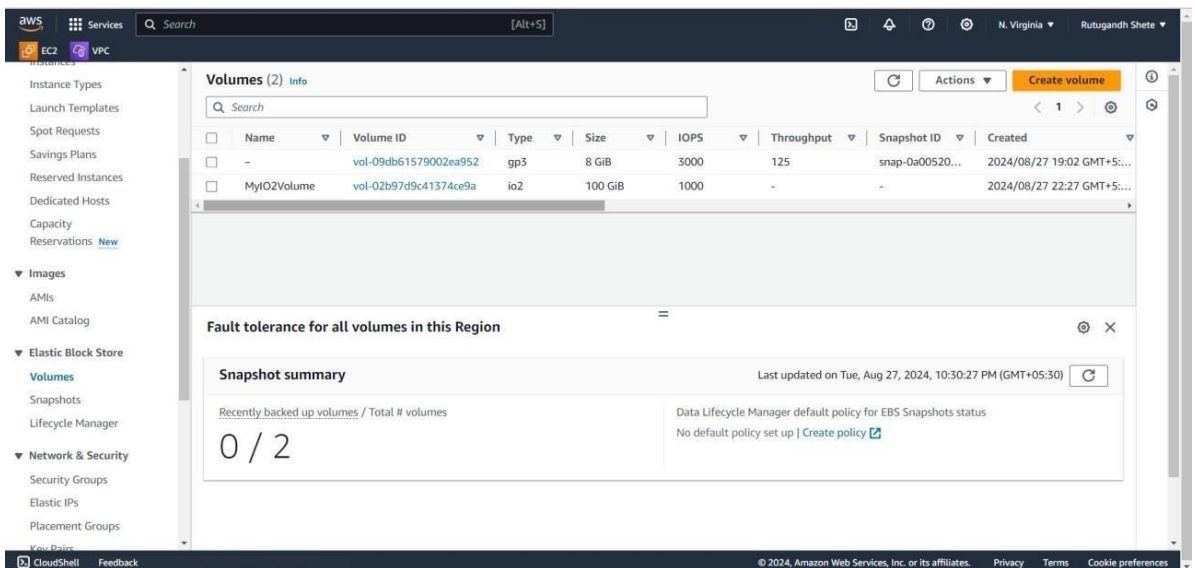 aws Services Search [Alt+S] N. Virginia ▼ Rutugandh Shete ▼
EC2 VPC
Instances
Instance Types
Launch Templates
Spot Requests
Savings Plans
Reserved Instances
Dedicated Hosts
Capacity
Reservations New
Images
AMIs
AMI Catalog
Elastic Block Store
Volumes
Snapshots
Lifecycle Manager
Network & Security
Security Groups
Elastic IPs
Placement Groups
Key Pairs
Volumes (2) Info Actions ▼ Create volume
Search < 1 >
Name Volume ID Type Size IOPS Throughput Snapshot ID Created
- vol-09db61579002ea952 gp3 8 GiB 3000 125 snap-0a00520... 2024/08/27 19:02 GMT+5:...
MyIO2Volume vol-02b97d9c41374ce9a io2 100 GiB 1000 - - 2024/08/27 22:27 GMT+5:...
Fault tolerance for all volumes in this Region
Snapshot summary Last updated on Tue, Aug 27, 2024, 10:30:27 PM (GMT+05:30)
Recently backed up volumes / Total # volumes
0 / 2
Data Lifecycle Manager default policy for EBS Snapshots status
No default policy set up | Create policy
CloudShell Feedback © 2024, Amazon Web Services, Inc. or its affiliates. Privacy Terms Cookie preferences